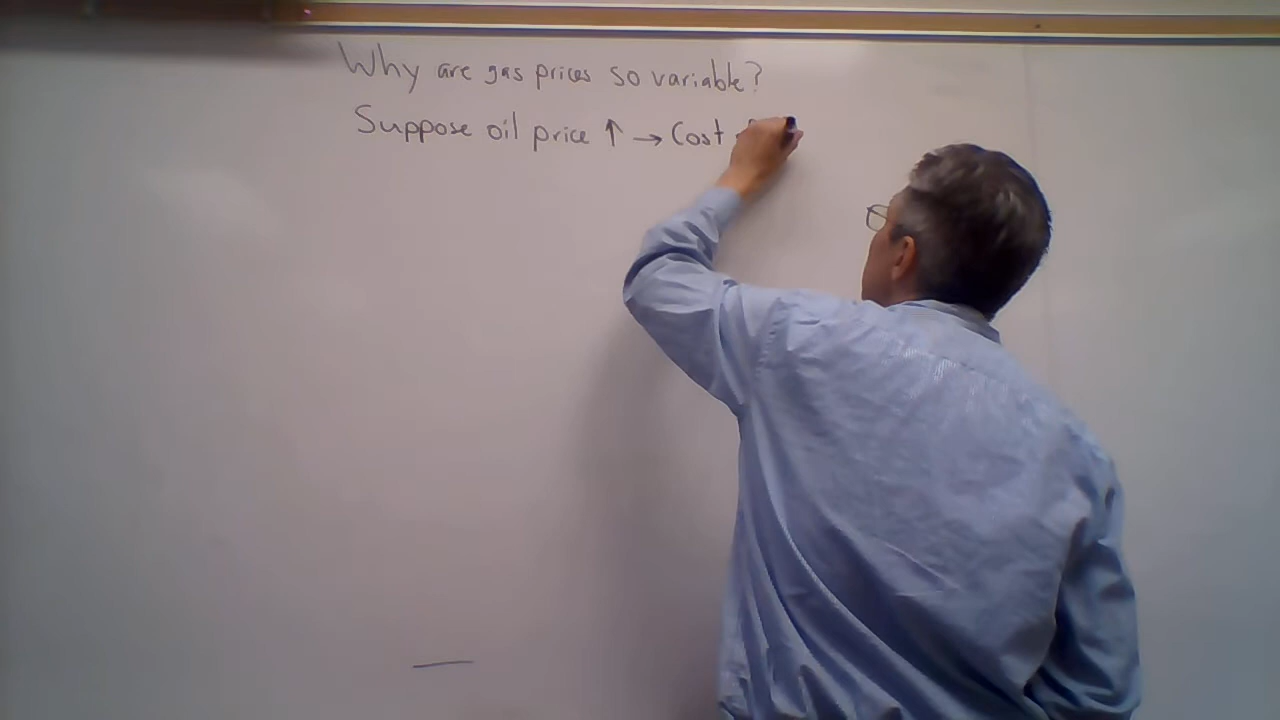 Why are gas prices so variable?
Suppose oil price ↑ → Cost